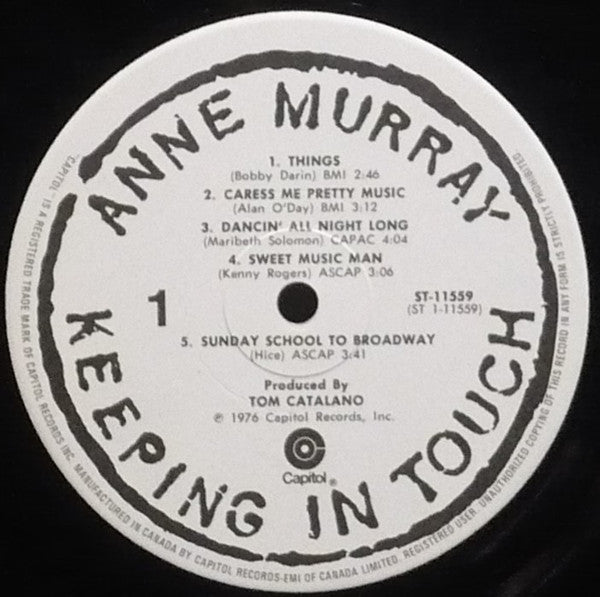 ANNE MURRAY
1. THINGS
(Bobby Darin) BMI 2:46
2. CARESS ME PRETTY MUSIC
(Alan O'Day) BMI 3:12
3. DANCIN' ALL NIGHT LONG
(Maribeth Solomon) CAPAC 4:04
4. SWEET MUSIC MAN
(Kenny Rogers) ASCAP 3:06
1
ST-11559
(ST 1-11559)
5. SUNDAY SCHOOL TO BROADWAY
(Hice) ASCAP 3:41
Produced By
TOM CATALANO
℗ 1976 Capitol Records, Inc.
Capitol®
KEEPING IN TOUCH
"CAPITOL" IS A REGISTERED TRADE MARK OF CAPITOL RECORDS INC. MANUFACTURED IN CANADA BY CAPITOL RECORDS-EMI OF CANADA LIMITED, REGISTERED USER. UNAUTHORIZED COPYING OF THIS RECORD IN ANY FORM IS STRICTLY PROHIBITED.